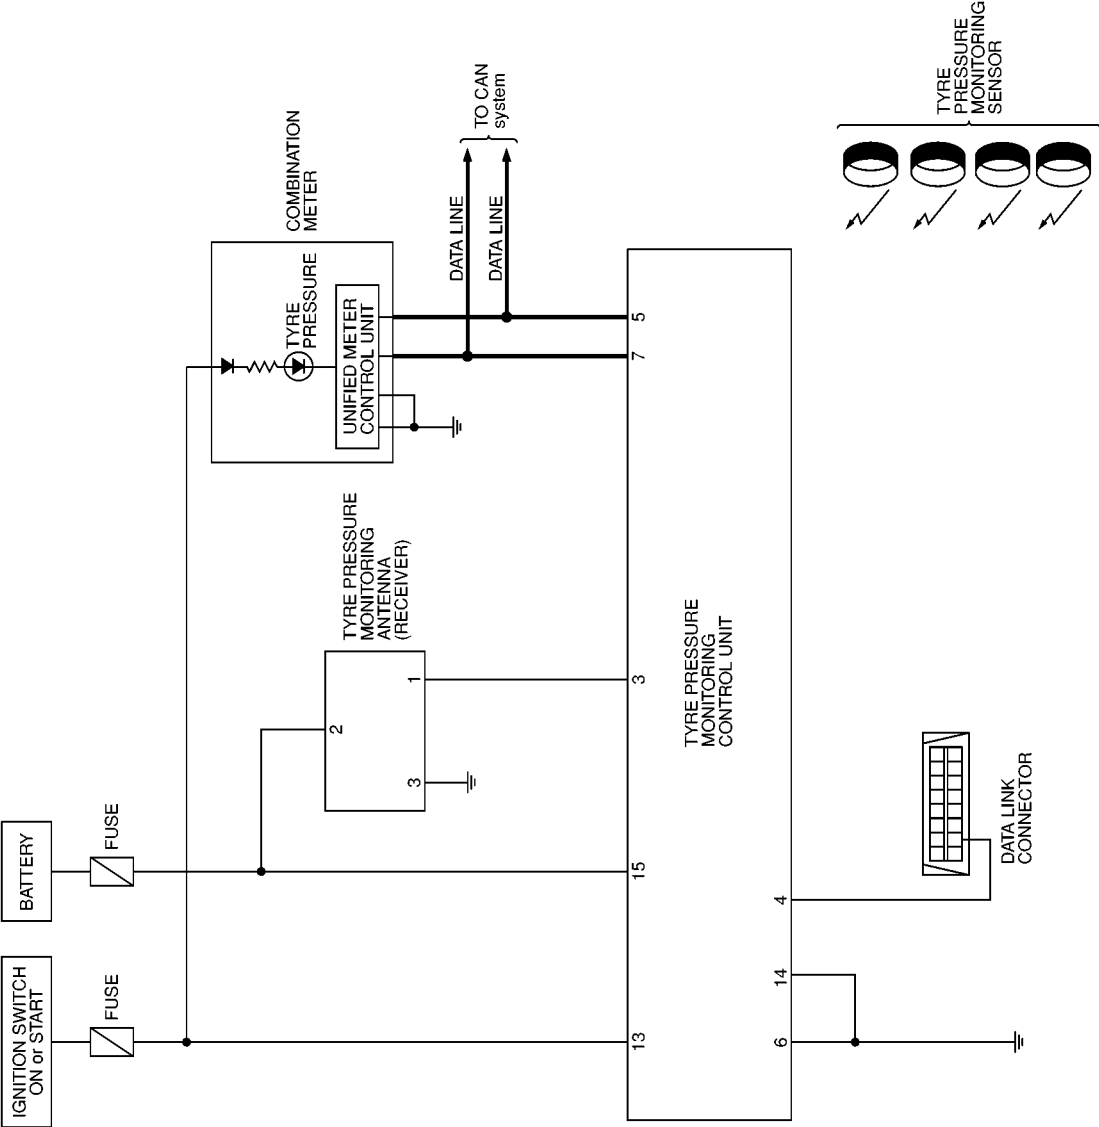 IGNITION SWITCH
ON or START
BATTERY
FUSE
FUSE
COMBINATION
METER
TYRE
PRESSURE
UNIFIED METER
CONTROL UNIT
TO CAN
system
DATA LINE
DATA LINE
TYRE PRESSURE
MONITORING
ANTENNA
(RECEIVER)
2
3
1
13
15
3
7
5
TYRE PRESSURE
MONITORING
CONTROL UNIT
6
14
4
DATA LINK
CONNECTOR
TYRE
PRESSURE
MONITORING
SENSOR